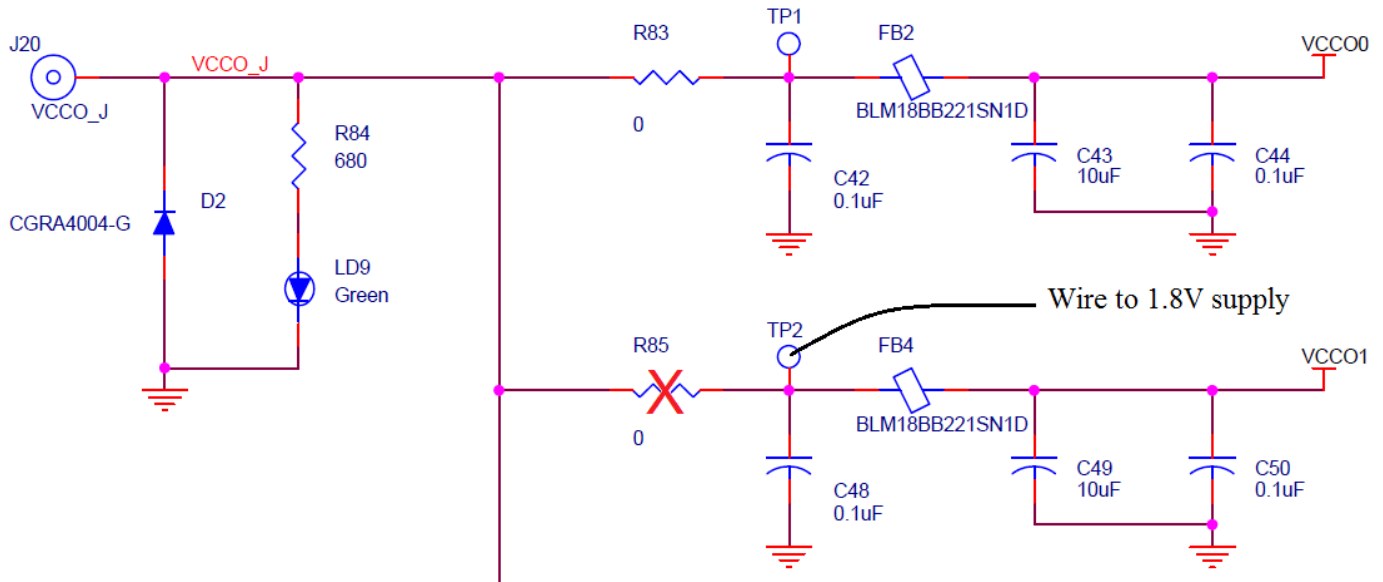 J20
VCCO_J
VCCO_J
R84
680
D2
CGRA4004-G
LD9
Green
R83
0
TP1
FB2
BLM18BB221SN1D
VCCO0
C42
0.1uF
C43
10uF
C44
0.1uF
Wire to 1.8V supply
R85
X
0
TP2
FB4
BLM18BB221SN1D
VCCO1
C48
0.1uF
C49
10uF
C50
0.1uF